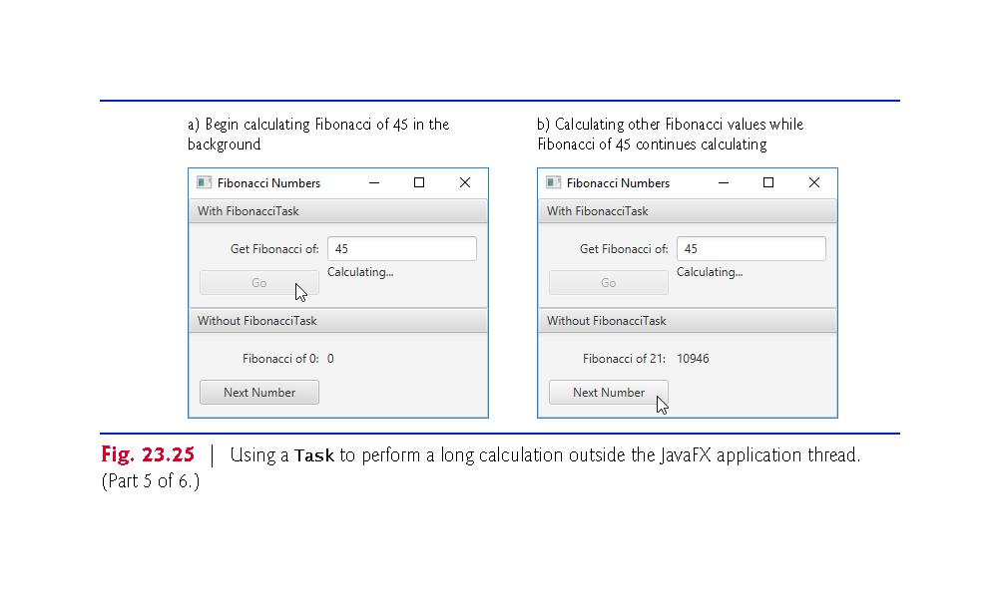 a) Begin calculating Fibonacci of 45 in the
background
Fibonacci Numbers
With FibonacciTask
Get Fibonacci of: 45
Calculating...
Go
Without FibonacciTask
Fibonacci of 0: 0
Next Number
b) Calculating other Fibonacci values while
Fibonacci of 45 continues calculating
Fibonacci Numbers
With FibonacciTask
Get Fibonacci of: 45
Calculating...
Go
Without FibonacciTask
Fibonacci of 21: 10946
Next Number
Fig. 23.25 | Using a Task to perform a long calculation outside the JavaFX application thread.
(Part 5 of 6.)